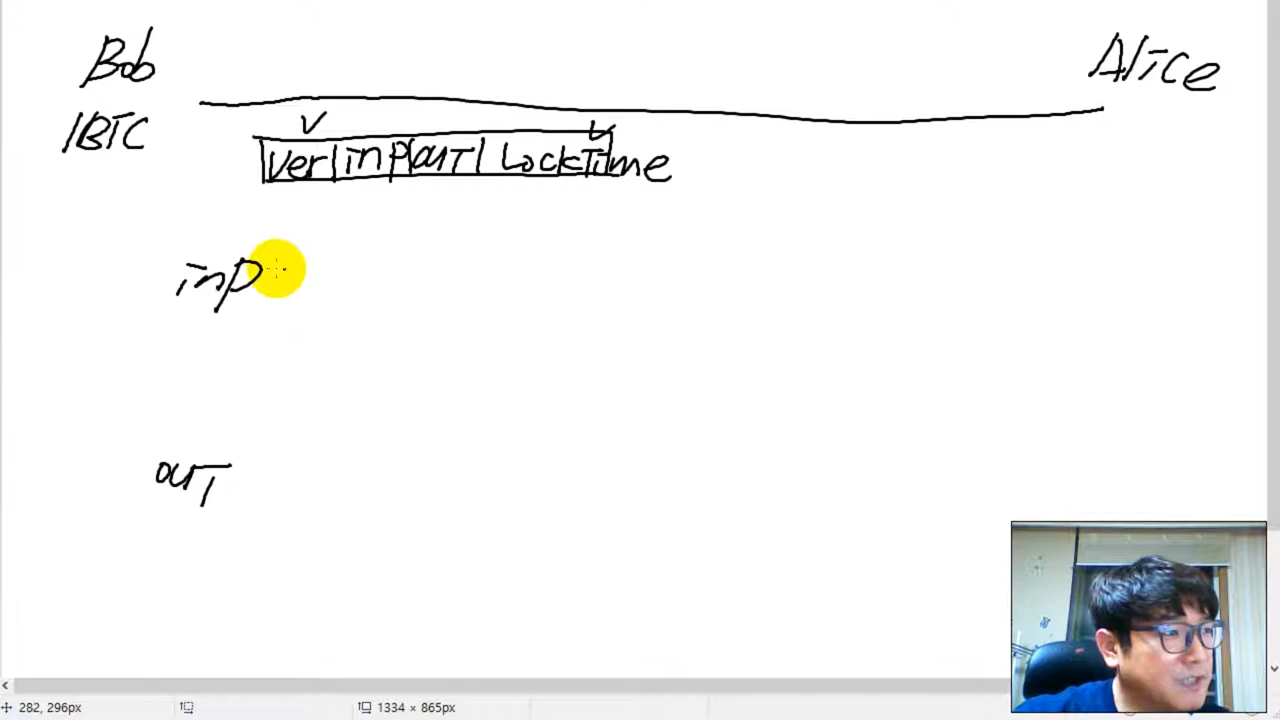 Bob
Alice
1BTC
Ver inp OUT LockTime
inp
OUT
282, 296px
1334 × 865px